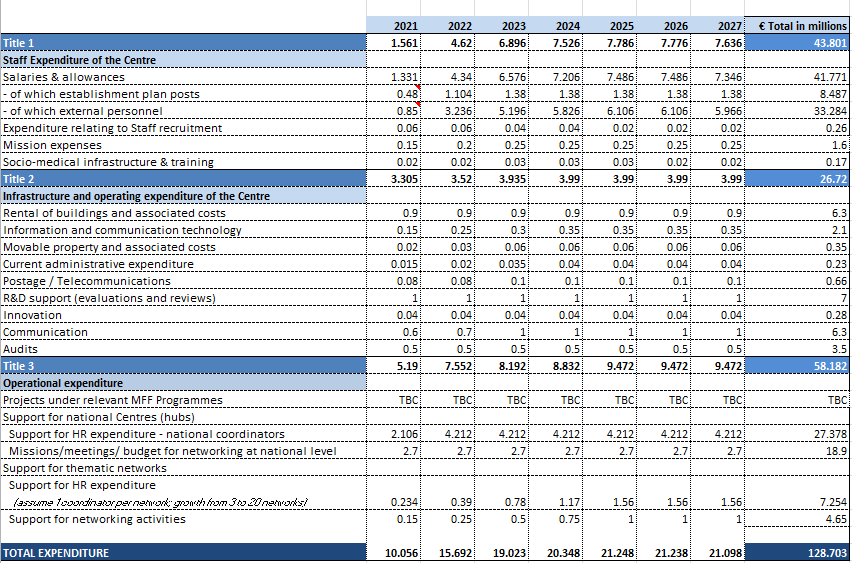 2021 2022 2023 2024 2025 2026 2027 € Total in millions
Title 1 1.561 4.62 6.896 7.526 7.786 7.776 7.636 43.801
Staff Expenditure of the Centre
Salaries & allowances 1.331 4.34 6.576 7.206 7.486 7.486 7.346 41.771
- of which establishment plan posts 0.48 1.104 1.38 1.38 1.38 1.38 1.38 8.487
- of which external personnel 0.85 3.236 5.196 5.826 6.106 6.106 5.966 33.284
Expenditure relating to Staff recruitment 0.06 0.06 0.04 0.04 0.02 0.02 0.02 0.26
Mission expenses 0.15 0.2 0.25 0.25 0.25 0.25 0.25 1.6
Socio-medical infrastructure & training 0.02 0.02 0.03 0.03 0.03 0.02 0.02 0.17
Title 2 3.305 3.52 3.935 3.99 3.99 3.99 3.99 26.72
Infrastructure and operating expenditure of the Centre
Rental of buildings and associated costs 0.9 0.9 0.9 0.9 0.9 0.9 0.9 6.3
Information and communication technology 0.15 0.25 0.3 0.35 0.35 0.35 0.35 2.1
Movable property and associated costs 0.02 0.03 0.06 0.06 0.06 0.06 0.06 0.35
Current administrative expenditure 0.015 0.02 0.035 0.04 0.04 0.04 0.04 0.23
Postage / Telecommunications 0.08 0.08 0.1 0.1 0.1 0.1 0.1 0.66
R&D support (evaluations and reviews) 1 1 1 1 1 1 1 7
Innovation 0.04 0.04 0.04 0.04 0.04 0.04 0.04 0.28
Communication 0.6 0.7 1 1 1 1 1 6.3
Audits 0.5 0.5 0.5 0.5 0.5 0.5 0.5 3.5
Title 3 5.19 7.552 8.192 8.832 9.472 9.472 9.472 58.182
Operational expenditure
Projects under relevant MFF Programmes TBC TBC TBC TBC TBC TBC TBC TBC
Support for national Centres (hubs)
Support for HR expenditure - national coordinators 2.106 4.212 4.212 4.212 4.212 4.212 4.212 27.378
Missions/meetings/ budget for networking at national level 2.7 2.7 2.7 2.7 2.7 2.7 2.7 18.9
Support for thematic networks
Support for HR expenditure
(assume 1 coordinator per network; growth from 3 to 20 networks) 0.234 0.39 0.78 1.17 1.56 1.56 1.56 7.254
Support for networking activities 0.15 0.25 0.5 0.75 1 1 1 4.65
TOTAL EXPENDITURE 10.056 15.692 19.023 20.348 21.248 21.238 21.098 128.703